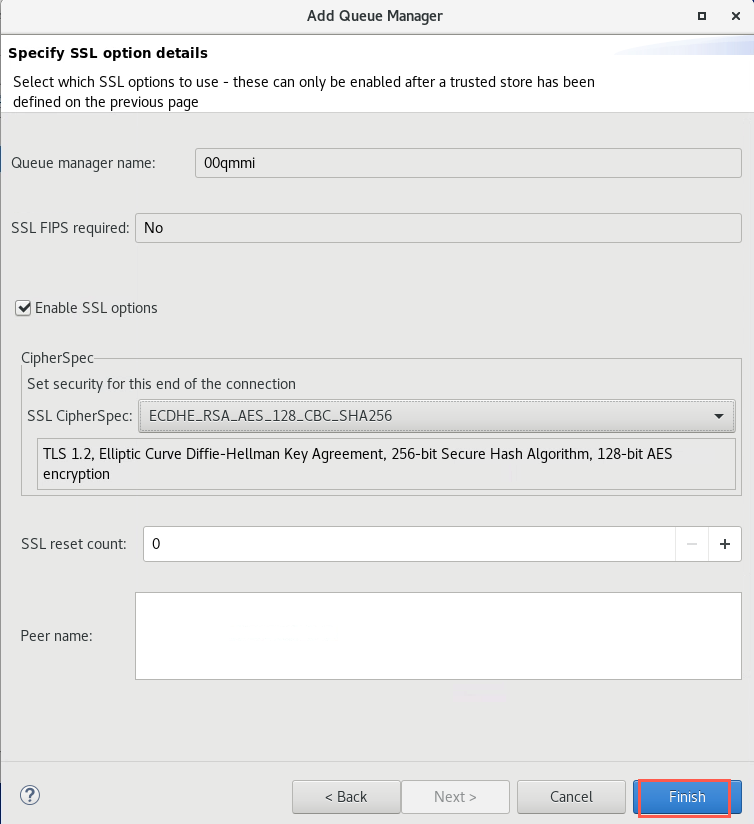 Add Queue Manager
Specify SSL option details
Select which SSL options to use - these can only be enabled after a trusted store has been
defined on the previous page
Queue manager name: 00qmmi
SSL FIPS required: No
Enable SSL options
CipherSpec
Set security for this end of the connection
SSL CipherSpec: ECDHE_RSA_AES_128_CBC_SHA256
TLS 1.2, Elliptic Curve Diffie-Hellman Key Agreement, 256-bit Secure Hash Algorithm, 128-bit AES
encryption
SSL reset count: 0
Peer name:
? < Back Next > Cancel Finish